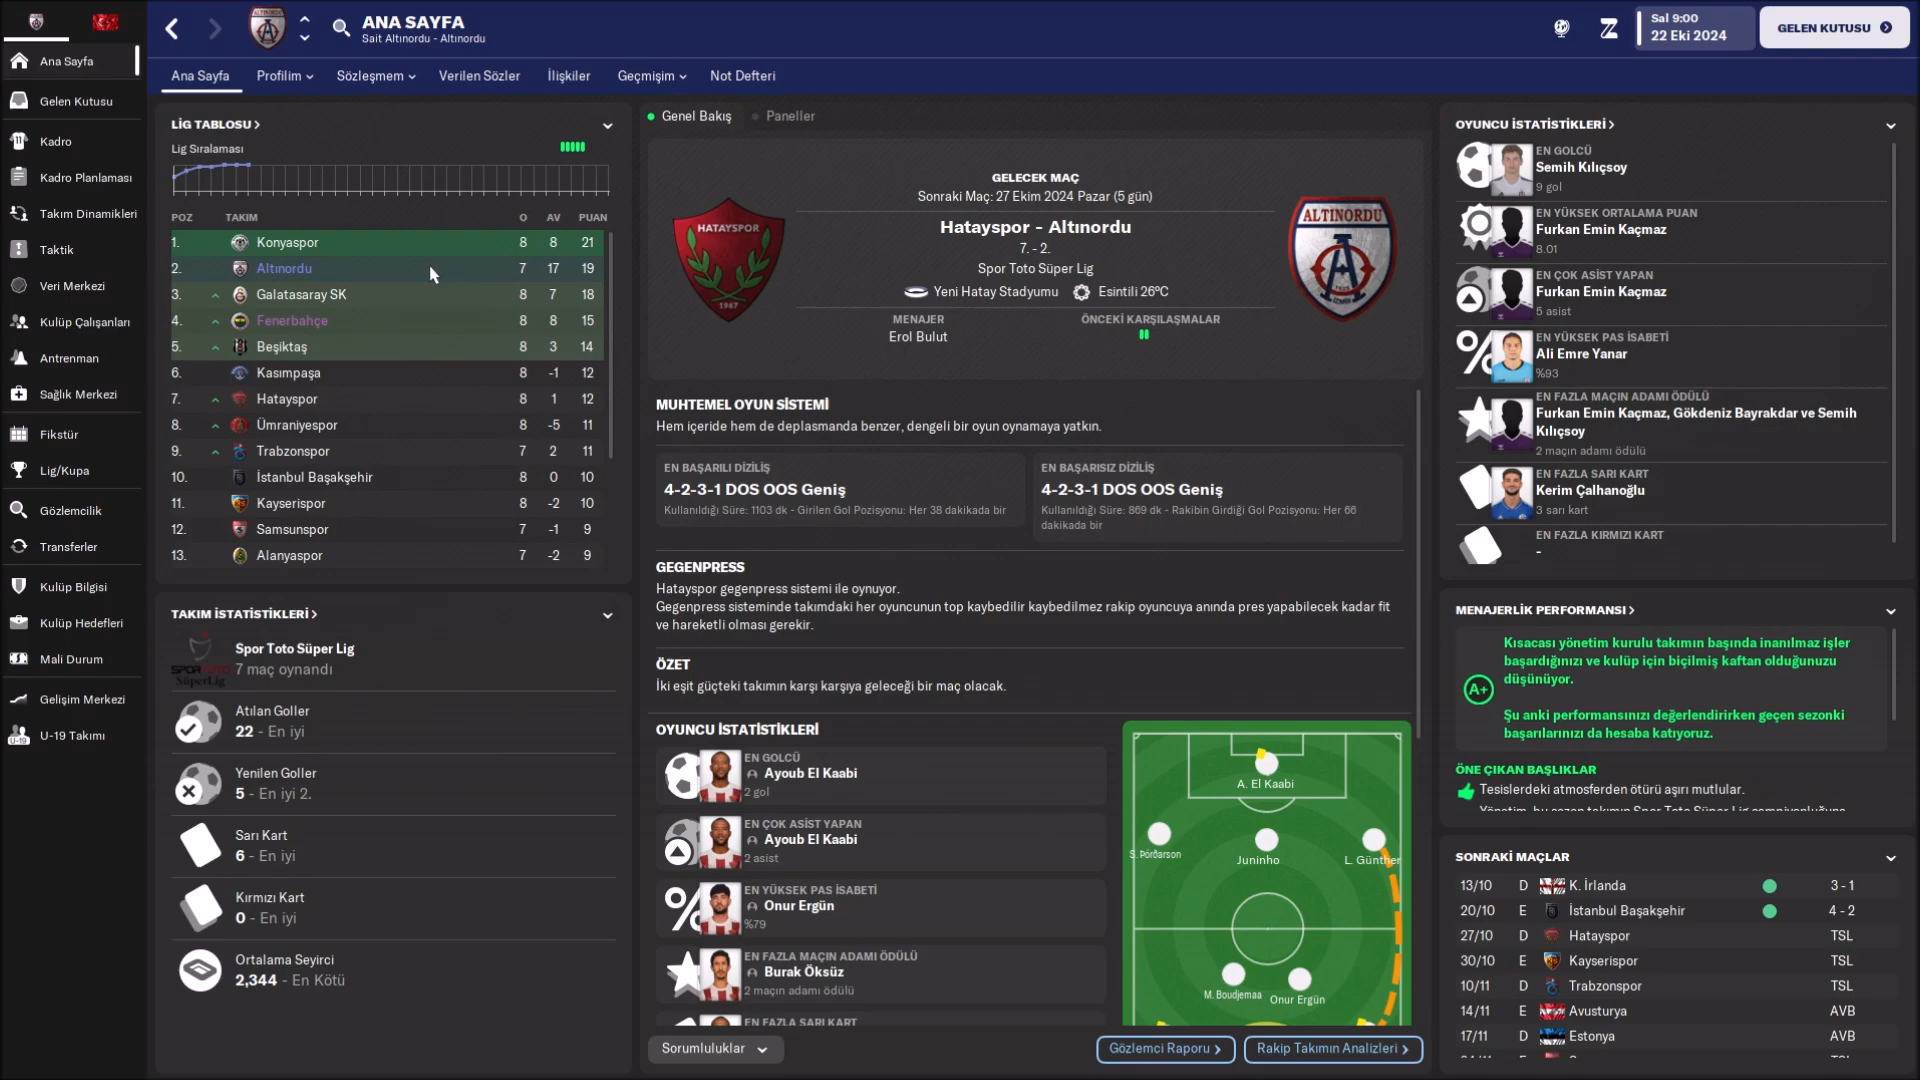 ANA SAYFA
Sait Altınordu - Altınordu
Sal 9:00
22 Eki 2024
GELEN KUTUSU
Ana Sayfa
Profilim
Sözleşmem
Verilen Sözler
İlişkiler
Geçmişim
Not Defteri
Ana Sayfa
Gelen Kutusu
Kadro
Kadro Planlaması
Takım Dinamikleri
Taktik
Veri Merkezi
Kulüp Çalışanları
Antrenman
Sağlık Merkezi
Fikstür
Lig/Kupa
Gözlemcilik
Transferler
Kulüp Bilgisi
Kulüp Hedefleri
Mali Durum
Gelişim Merkezi
U-19 Takımı
LİG TABLOSU
Lig Sıralaması
POZ TAKIM O AV PUAN
1. Konyaspor 8 8 21
2. Altınordu 7 17 19
3. Galatasaray SK 8 7 18
4. Fenerbahçe 8 8 15
5. Beşiktaş 8 3 14
6. Kasımpaşa 8 -1 12
7. Hatayspor 8 1 12
8. Ümraniyespor 8 -5 11
9. Trabzonspor 7 2 11
10. İstanbul Başakşehir 8 0 10
11. Kayserispor 8 -2 10
12. Samsunspor 7 -1 9
13. Alanyaspor 7 -2 9
TAKIM İSTATİSTİKLERİ
Spor Toto Süper Lig
7 maç oynandı
Atılan Goller
22 - En iyi
Yenilen Goller
5 - En iyi 2.
Sarı Kart
6 - En iyi
Kırmızı Kart
0 - En iyi
Ortalama Seyirci
2,344 - En Kötü
Genel Bakış
Paneller
GELECEK MAÇ
Sonraki Maç: 27 Ekim 2024 Pazar (5 gün)
Hatayspor - Altınordu
7. - 2.
Spor Toto Süper Lig
Yeni Hatay Stadyumu
Esintili 26ºC
MENAJER
Erol Bulut
ÖNCEKİ KARŞILAŞMALAR
HATAYSPOR
1967
ALTINORDU
MUHTEMEL OYUN SİSTEMİ
Hem içeride hem de deplasmanda benzer, dengeli bir oyun oynamaya yatkın.
EN BAŞARILI DİZİLİŞ
4-2-3-1 DOS OOS Geniş
Kullanıldığı Süre: 1103 dk - Girilen Gol Pozisyonu: Her 38 dakikada bir
EN BAŞARISIZ DİZİLİŞ
4-2-3-1 DOS OOS Geniş
Kullanıldığı Süre: 869 dk - Rakibin Girdiği Gol Pozisyonu: Her 66
dakikada bir
GEGENPRESS
Hatayspor gegenpress sistemi ile oynuyor.
Gegenpress sisteminde takımdaki her oyuncunun top kaybedilir kaybedilmez rakip oyuncuya anında pres yapabilecek kadar fit
ve hareketli olması gerekir.
ÖZET
İki eşit güçteki takımın karşı karşıya geleceği bir maç olacak.
OYUNCU İSTATİSTİKLERİ
EN GOLCÜ
Ayoub El Kaabi
2 gol
EN ÇOK ASİST YAPAN
Ayoub El Kaabi
2 asist
EN YÜKSEK PAS İSABETİ
Onur Ergün
%79
EN FAZLA MAÇIN ADAMI ÖDÜLÜ
Burak Öksüz
2 maçın adamı ödülü
EN FAZLA SARI KART
A. El Kaabi
S. Þórðarson
Juninho
L. Günther
M. Boudjemaa
Onur Ergün
Sorumluluklar
Gözlemci Raporu
Rakip Takımın Analizleri
OYUNCU İSTATİSTİKLERİ
EN GOLCÜ
Semih Kılıçsoy
9 gol
EN YÜKSEK ORTALAMA PUAN
Furkan Emin Kaçmaz
8.01
EN ÇOK ASİST YAPAN
Furkan Emin Kaçmaz
5 asist
EN YÜKSEK PAS İSABETİ
Ali Emre Yanar
%93
EN FAZLA MAÇIN ADAMI ÖDÜLÜ
Furkan Emin Kaçmaz, Gökdeniz Bayrakdar ve Semih
Kılıçsoy
2 maçın adamı ödülü
EN FAZLA SARI KART
Kerim Çalhanoğlu
3 sarı kart
EN FAZLA KIRMIZI KART
-
MENAJERLİK PERFORMANSI
A+
Kısacası yönetim kurulu takımın başında inanılmaz işler
başardığınızı ve kulüp için biçilmiş kaftan olduğunuzu
düşünüyor.
Şu anki performansınızı değerlendirirken geçen sezonki
başarılarınızı da hesaba katıyoruz.
ÖNE ÇIKAN BAŞLIKLAR
Tesislerdeki atmosferden ötürü aşırı mutlular.
Yönetim, bu sezon takımın Spor Toto Süper Lig şampiyonluğuna
SONRAKİ MAÇLAR
13/10 D K. İrlanda 3 - 1
20/10 E İstanbul Başakşehir 4 - 2
27/10 D Hatayspor TSL
30/10 E Kayserispor TSL
10/11 D Trabzonspor TSL
14/11 E Avusturya AVB
17/11 D Estonya AVB